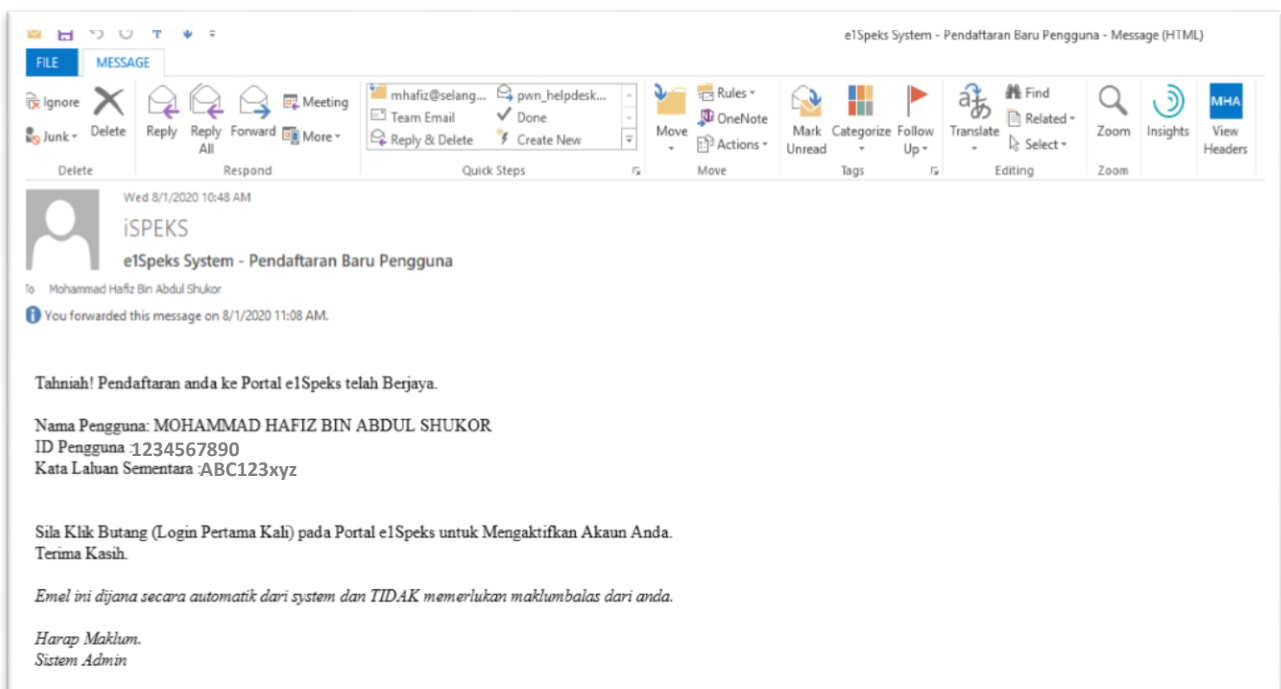 e1Speks System - Pendaftaran Baru Pengguna - Message (HTML)
FILE MESSAGE
Ignore
Junk
Delete
Reply
Reply All
Forward
Meeting
More
mhafiz@selang... pwn_helpdesk...
Team Email Done
Reply & Delete Create New
Move
Rules
OneNote
Actions
Mark Unread
Categorize
Follow Up
Translate
Find
Related
Select
Zoom
Insights
MHA
View Headers
Delete Respond Quick Steps Move Tags Editing Zoom
Wed 8/1/2020 10:48 AM
iSPEKS
e1Speks System - Pendaftaran Baru Pengguna
To Mohammad Hafiz Bin Abdul Shukor
You forwarded this message on 8/1/2020 11:08 AM.
Tahniah! Pendaftaran anda ke Portal e1Speks telah Berjaya.
Nama Pengguna: MOHAMMAD HAFIZ BIN ABDUL SHUKOR
ID Pengguna :1234567890
Kata Laluan Sementara :ABC123xyz
Sila Klik Butang (Login Pertama Kali) pada Portal e1Speks untuk Mengaktifkan Akaun Anda.
Terima Kasih.
Emel ini dijana secara automatik dari system dan TIDAK memerlukan maklumbalas dari anda.
Harap Maklum.
Sistem Admin